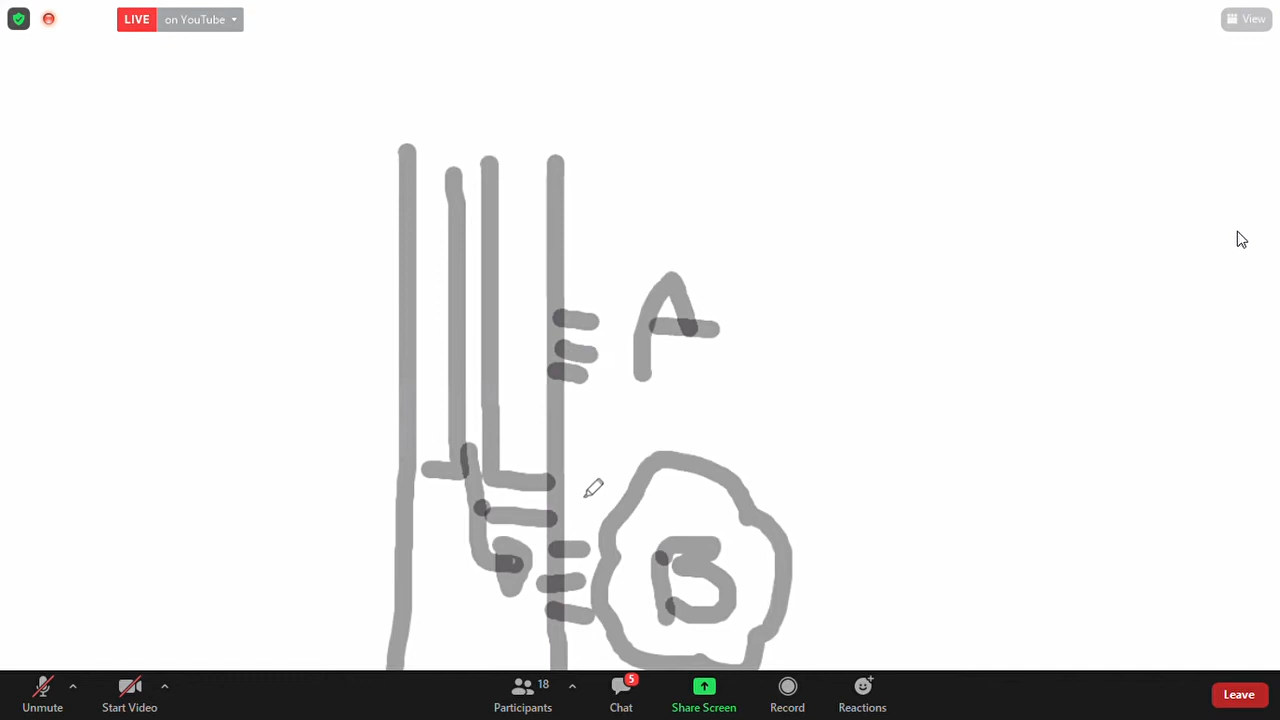 LIVE on YouTube
View
A
B
18
5
Unmute
Start Video
Participants
Chat
Share Screen
Record
Reactions
Leave